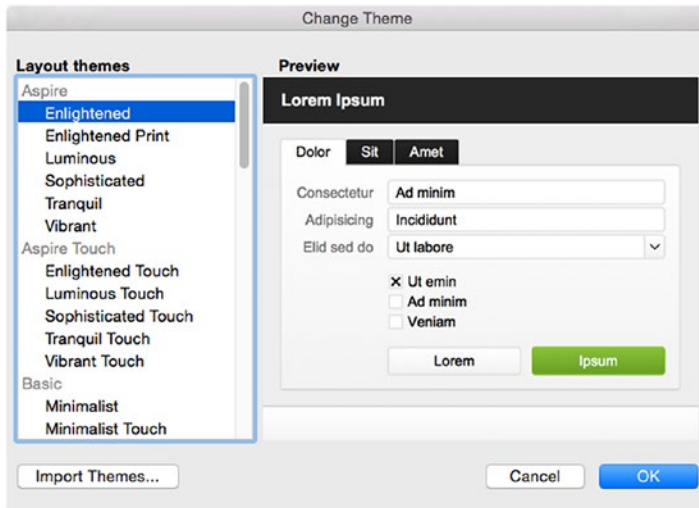 Change Theme
Layout themes
Aspire
Enlightened
Enlightened Print
Luminous
Sophisticated
Tranquil
Vibrant
Aspire Touch
Enlightened Touch
Luminous Touch
Sophisticated Touch
Tranquil Touch
Vibrant Touch
Basic
Minimalist
Minimalist Touch
Preview
Lorem Ipsum
Dolor Sit Amet
Consectetur Ad minim
Adipisicing Incididunt
Elid sed do Ut labore
Ut emin
Ad minim
Veniam
Lorem Ipsum
Import Themes... Cancel OK